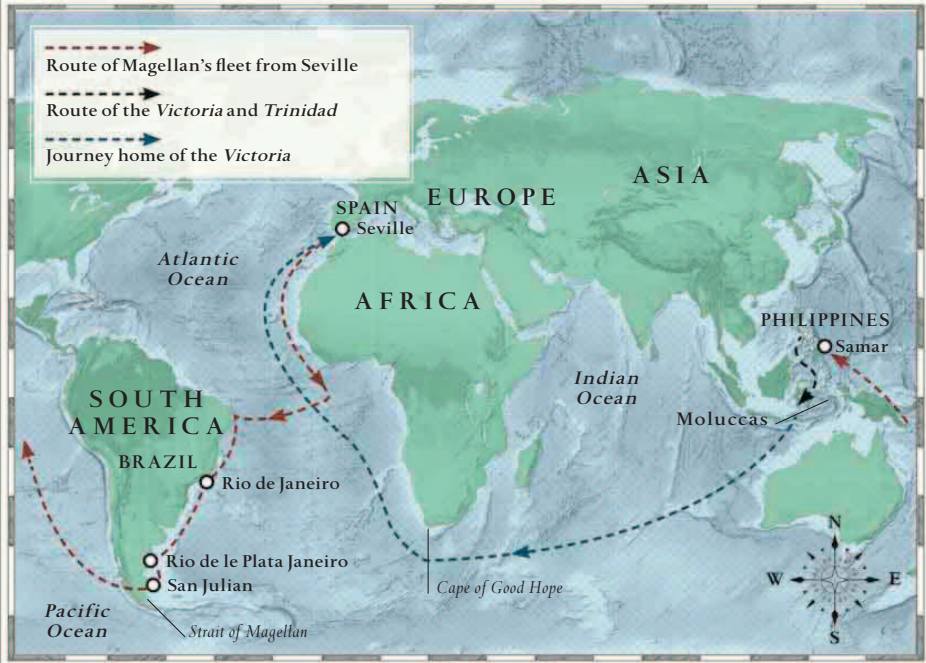 Route of Magellan's fleet from Seville
Route of the Victoria and Trinidad
Journey home of the Victoria
ASIA
EUROPE
SPAIN
Seville
Atlantic
Ocean
AFRICA
PHILIPPINES
Samar
Indian
Ocean
SOUTH
AMERICA
Moluccas
BRAZIL
Rio de Janeiro
Rio de le Plata Janeiro
San Julian
Cape of Good Hope
Pacific
Ocean
Strait of Magellan
N
W
E
S